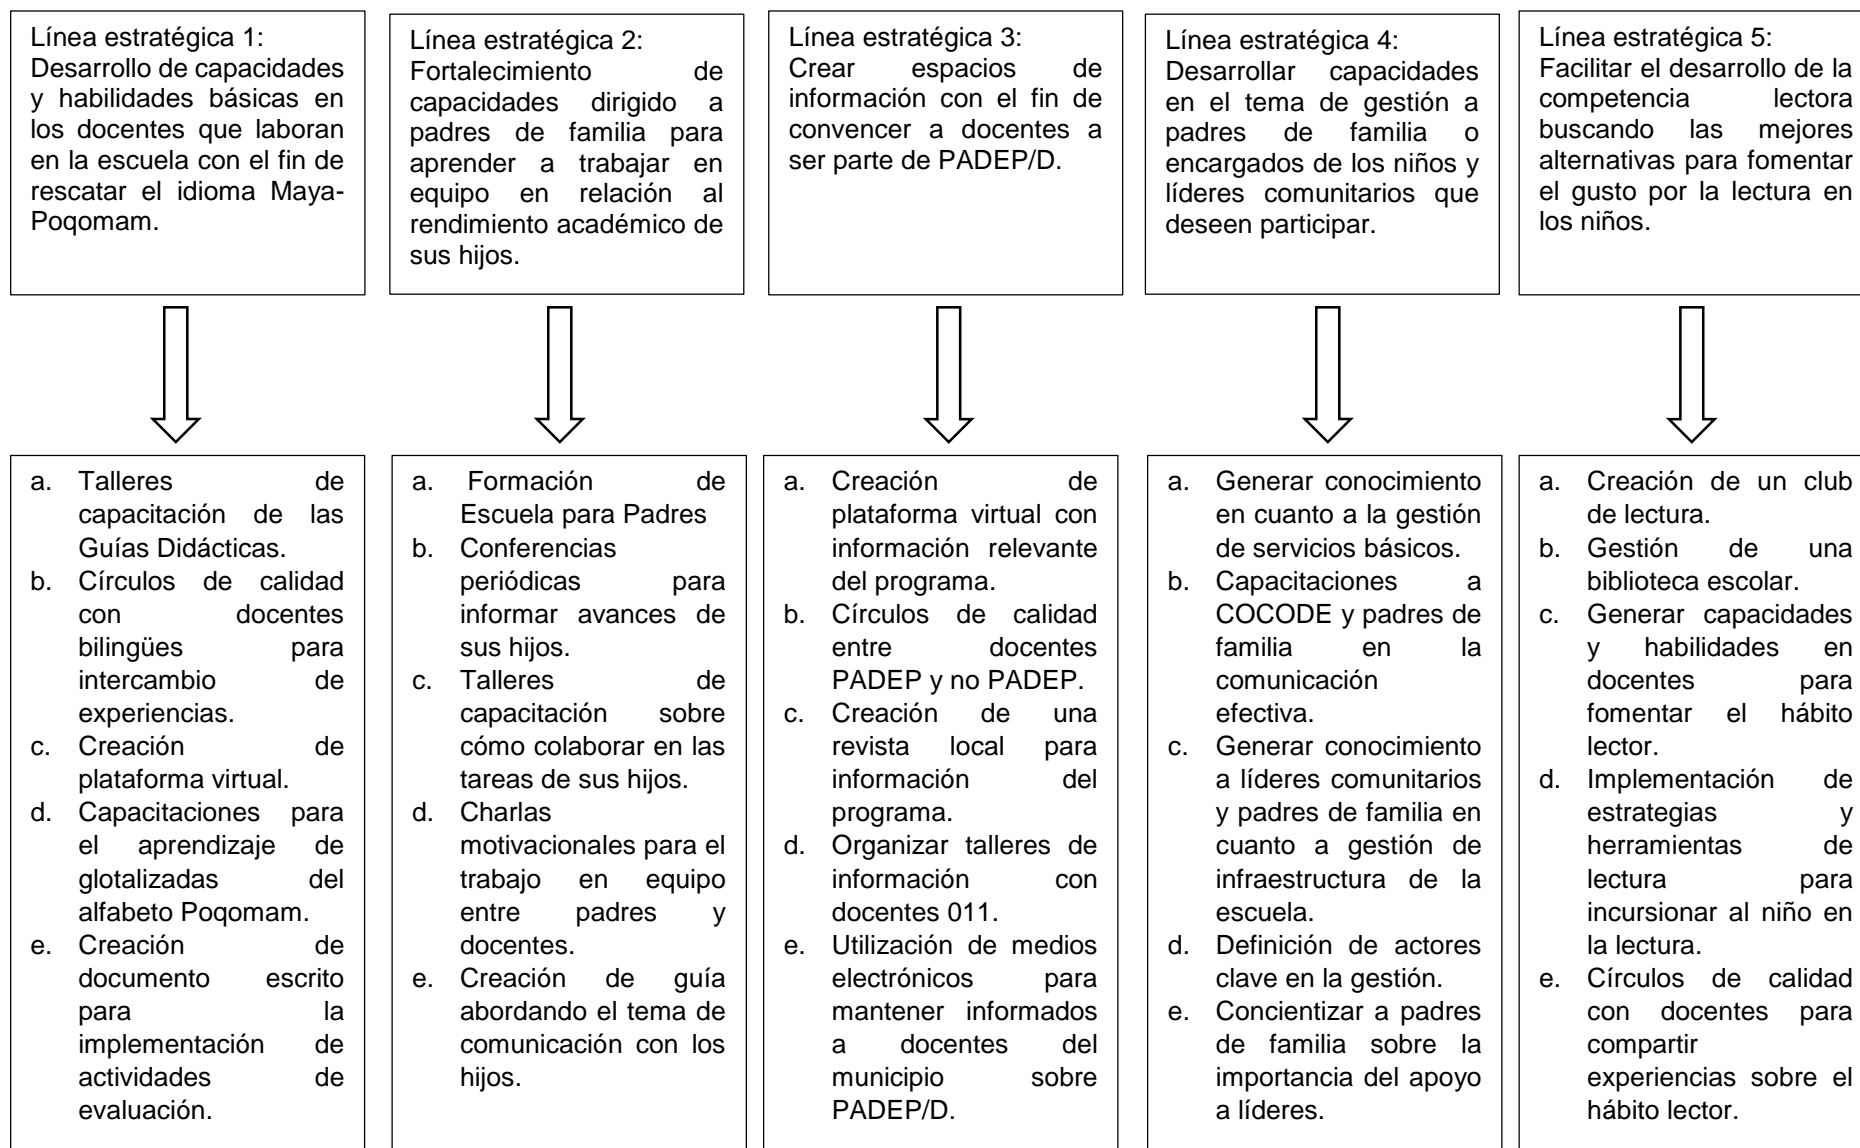 Línea estratégica 1:
Desarrollo de capacidades
y habilidades básicas en
los docentes que laboran
en la escuela con el fin de
rescatar el idioma Maya-
Poqomam.
Línea estratégica 2:
Fortalecimiento de
capacidades dirigido a
padres de familia para
aprender a trabajar en
equipo en relación al
rendimiento académico de
sus hijos.
Línea estratégica 3:
Crear espacios de
información con el fin de
convencer a docentes a
ser parte de PADEP/D.
Línea estratégica 4:
Desarrollar capacidades
en el tema de gestión a
padres de familia o
encargados de los niños y
líderes comunitarios que
deseen participar.
Línea estratégica 5:
Facilitar el desarrollo de la
competencia lectora
buscando las mejores
alternativas para fomentar
el gusto por la lectura en
los niños.
a. Talleres de
capacitación de las
Guías Didácticas.
b. Círculos de calidad
con docentes
bilingües para
intercambio de
experiencias.
c. Creación de
plataforma virtual.
d. Capacitaciones para
el aprendizaje de
glotalizadas del
alfabeto Poqomam.
e. Creación de
documento escrito
para la
implementación de
actividades de
evaluación.
a. Formación de
Escuela para Padres
b. Conferencias
periódicas para
informar avances de
sus hijos.
c. Talleres de
capacitación sobre
cómo colaborar en las
tareas de sus hijos.
d. Charlas
motivacionales para el
trabajo en equipo
entre padres y
docentes.
e. Creación de guía
abordando el tema de
comunicación con los
hijos.
a. Creación de
plataforma virtual con
información relevante
del programa.
b. Círculos de calidad
entre docentes
PADEP y no PADEP.
c. Creación de una
revista local para
información del
programa.
d. Organizar talleres de
información con
docentes 011.
e. Utilización de medios
electrónicos para
mantener informados
a docentes del
municipio sobre
PADEP/D.
a. Generar conocimiento
en cuanto a la gestión
de servicios básicos.
b. Capacitaciones a
COCODE y padres de
familia en la
comunicación
efectiva.
c. Generar conocimiento
a líderes comunitarios
y padres de familia en
cuanto a gestión de
infraestructura de la
escuela.
d. Definición de actores
clave en la gestión.
e. Concientizar a padres
de familia sobre la
importancia del apoyo
a líderes.
a. Creación de un club
de lectura.
b. Gestión de una
biblioteca escolar.
c. Generar capacidades
y habilidades en
docentes para
fomentar el hábito
lector.
d. Implementación de
estrategias y
herramientas de
lectura para
incursionar al niño en
la lectura.
e. Círculos de calidad
con docentes para
compartir
experiencias sobre el
hábito lector.